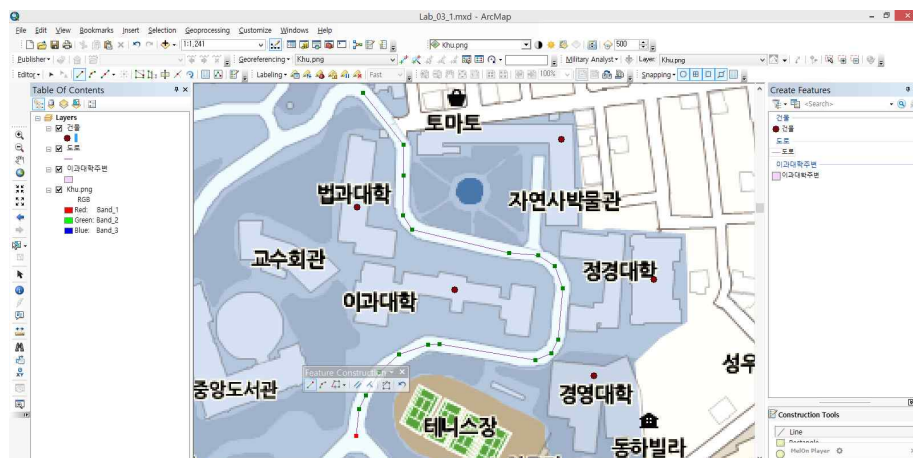 Lab_03_1.mxd - ArcMap
File Edit View Bookmarks Insert Selection Geoprocessing Customize Windows Help
1:1,241 Khu.png 500
Publisher Georeferencing Khu.png Military Analyst Layer: Khu.png
Editor Labeling Fast 100% Snapping
Table Of Contents
Layers
건물
도로
이과대학주변
Khu.png
RGB
Red: Band_1
Green: Band_2
Blue: Band_3
토마토
법과대학
자연사박물관
교수회관
정경대학
이과대학
Feature Construction
중앙도서관
경영대학
성우
테니스장
동하빌라
Create Features
<Search>
건물
건물
도로
도로
이과대학주변
이과대학주변
Construction Tools
Line
Rectangle
MelOn Player